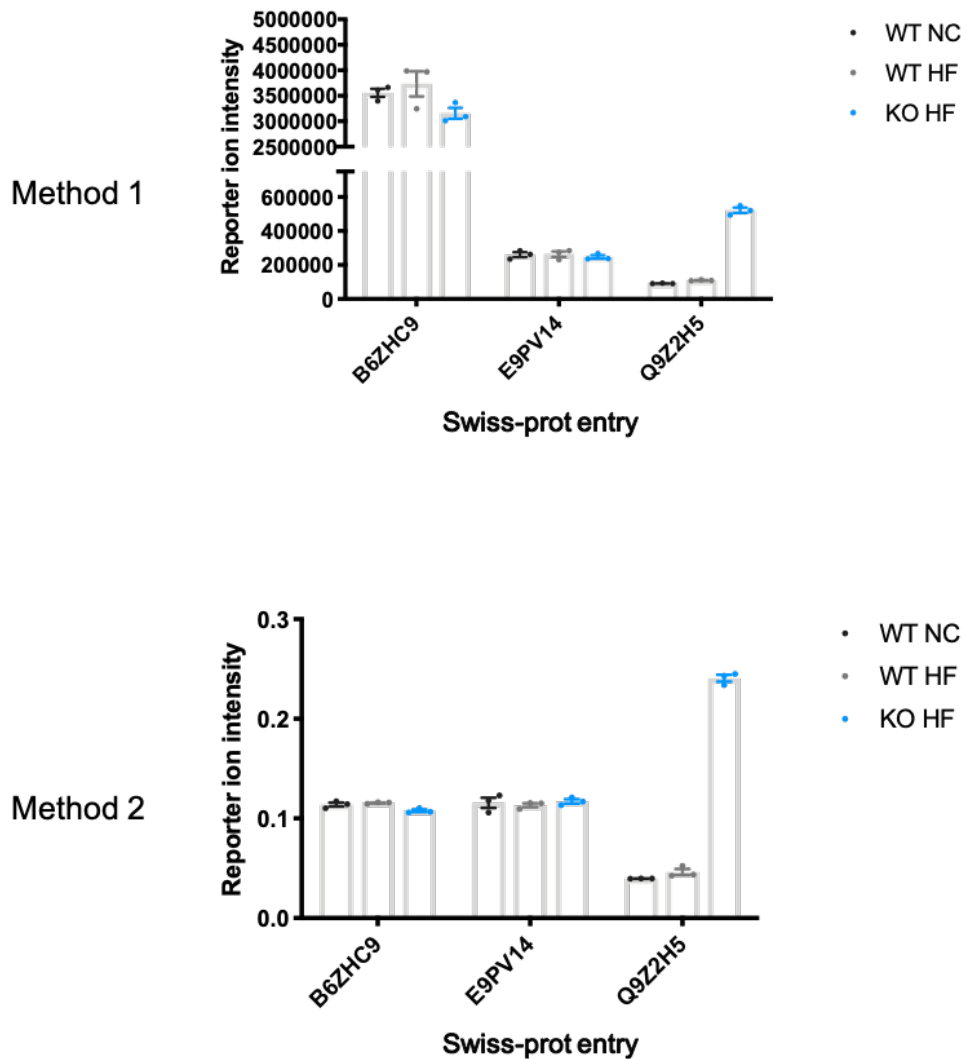 Method 1
Reporter ion intensity
5000000
4500000
4000000
3500000
3000000
2500000
600000
400000
200000
0
B6ZHC9
E9PV14
Q9Z2H5
Swiss-prot entry
WT NC
WT HF
KO HF
Method 2
Reporter ion intensity
0.3
0.2
0.1
0.0
B6ZHC9
E9PV14
Q9Z2H5
Swiss-prot entry
WT NC
WT HF
KO HF